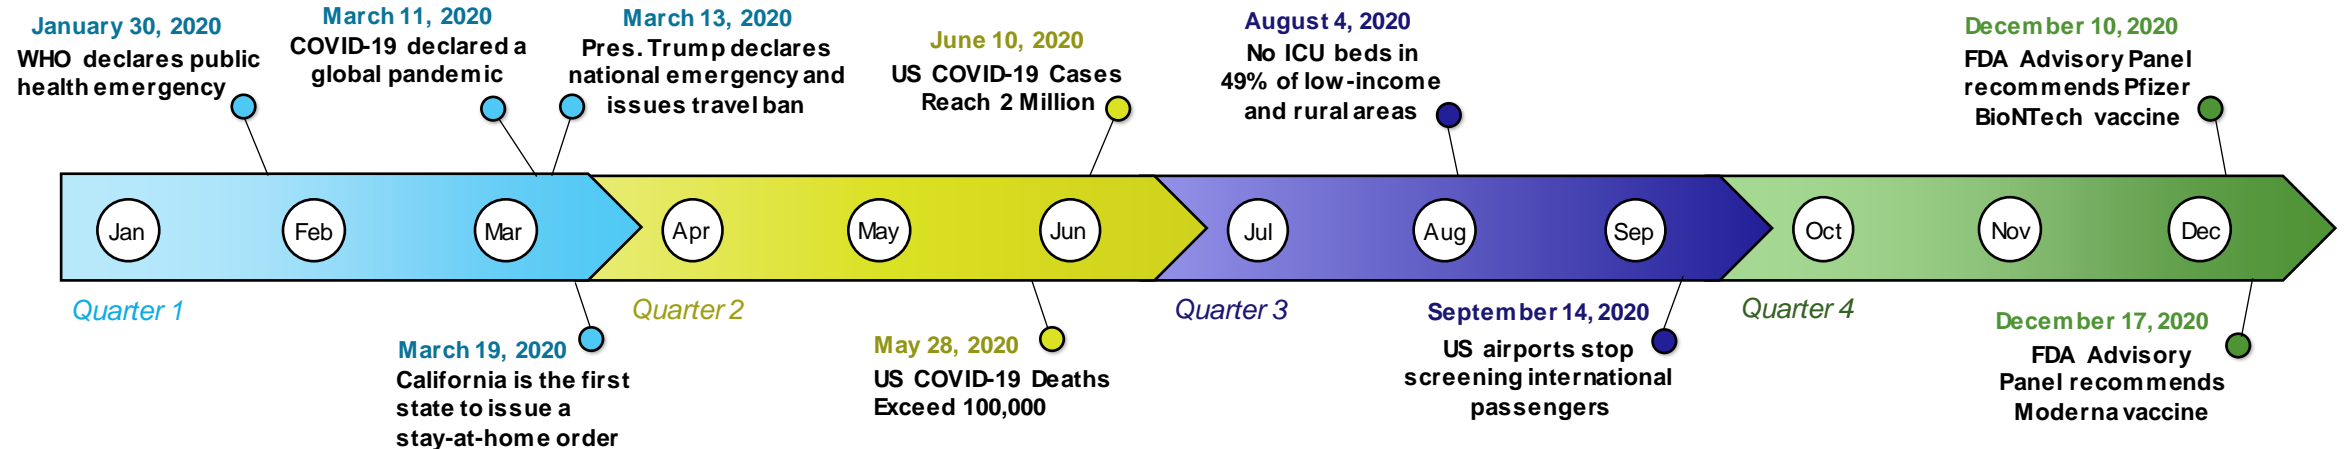 January 30, 2020
WHO declares public
health emergency
March 11, 2020
COVID-19 declared a
global pandemic
March 13, 2020
Pres. Trump declares
national emergency and
issues travel ban
June 10, 2020
US COVID-19 Cases
Reach 2 Million
August 4, 2020
No ICU beds in
49% of low-income
and rural areas
December 10, 2020
FDA Advisory Panel
recommends Pfizer
BioNTech vaccine
Jan
Feb
Mar
Apr
May
Jun
Jul
Aug
Sep
Oct
Nov
Dec
Quarter 1
Quarter 2
Quarter 3
Quarter 4
March 19, 2020
California is the first
state to issue a
stay-at-home order
May 28, 2020
US COVID-19 Deaths
Exceed 100,000
September 14, 2020
US airports stop
screening international
passengers
December 17, 2020
FDA Advisory
Panel recommends
Moderna vaccine